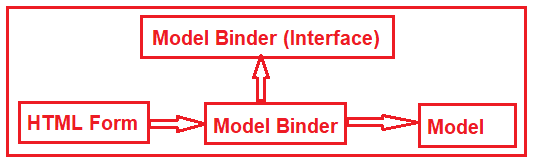 Model Binder (Interface)
HTML Form
Model Binder
Model